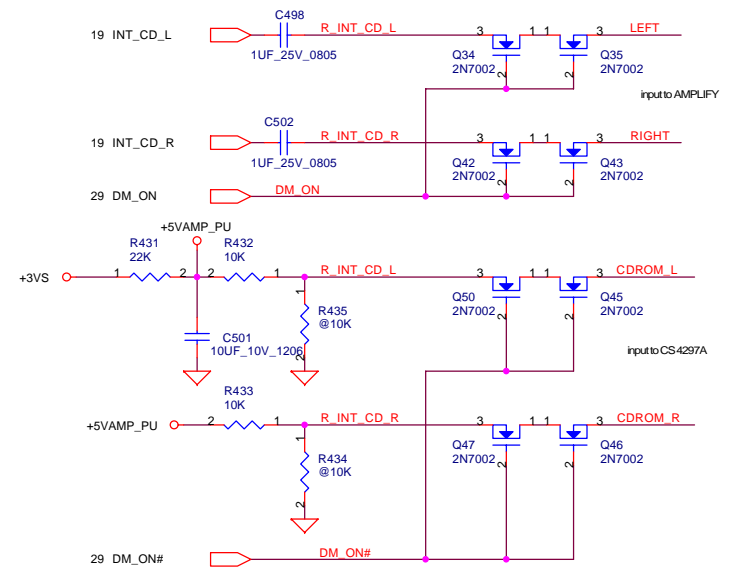 C498
19 INT_CD_L
R_INT_CD_L
3 1 1 3
LEFT
1UF_25V_0805
Q34
2N7002
Q35
2N7002
2 2
input to AMPLIFY
C502
19 INT_CD_R
R_INT_CD_R
3 1 1 3
RIGHT
1UF_25V_0805
Q42
2N7002
Q43
2N7002
2 2
29 DM_ON
DM_ON
+5VAMP_PU
R431
22K
R432
10K
+3VS
1 2 2 1
R_INT_CD_L
3 1 1 3
CDROM_L
1
R435
@10K
2
Q50
2N7002
Q45
2N7002
2 2
C501
10UF_10V_1206
input to CS4297A
R433
10K
+5VAMP_PU
2 1
R_INT_CD_R
3 1 1 3
CDROM_R
1
R434
@10K
2
Q47
2N7002
Q46
2N7002
2 2
29 DM_ON#
DM_ON#